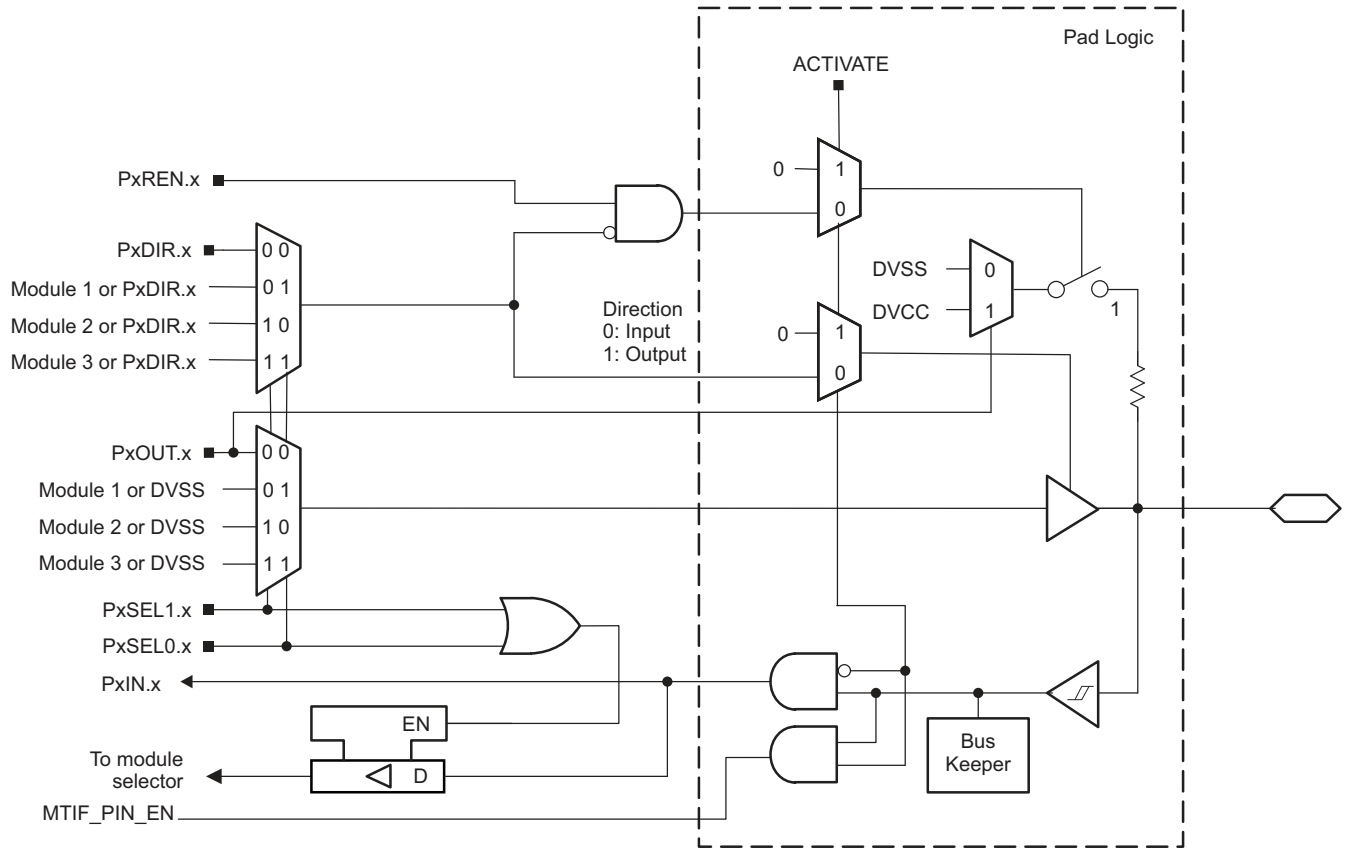 Pad Logic
ACTIVATE
PxREN.x
0
1
0
PxDIR.x
0 0
Module 1 or PxDIR.x
0 1
Module 2 or PxDIR.x
1 0
Module 3 or PxDIR.x
1 1
Direction
0: Input
1: Output
DVSS
0
DVCC
1
1
0
1
0
PxOUT.x
0 0
Module 1 or DVSS
0 1
Module 2 or DVSS
1 0
Module 3 or DVSS
1 1
PxSEL1.x
PxSEL0.x
PxIN.x
EN
D
To module
selector
MTIF_PIN_EN
Bus
Keeper